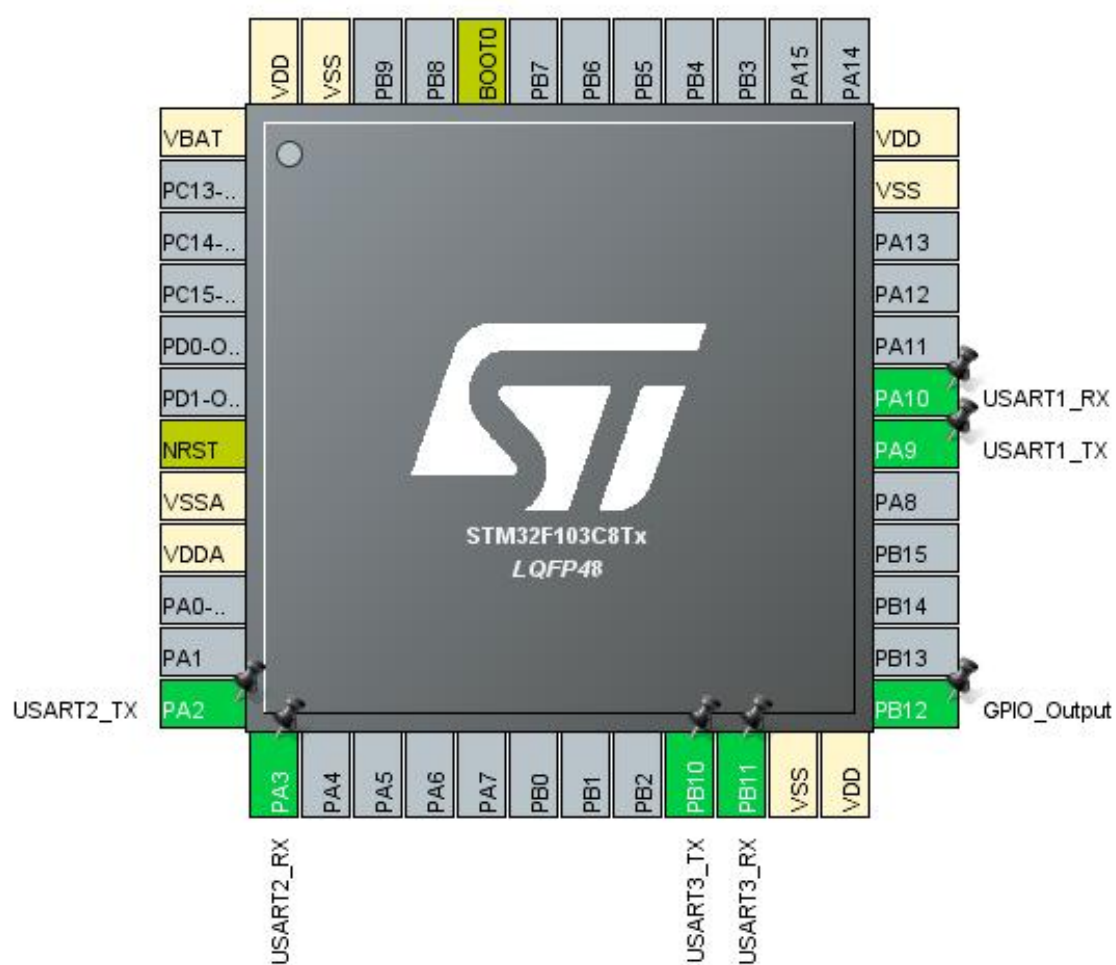 VDD
VSS
PB9
PB8
BOOT0
PB7
PB6
PB5
PB4
PB3
PA15
PA14
VBAT
PC13-..
PC14-..
PC15-..
PD0-O..
PD1-O..
NRST
VSSA
VDDA
PA0-..
PA1
USART2_TX PA2
VDD
VSS
PA13
PA12
PA11
PA10 USART1_RX
PA9 USART1_TX
PA8
PB15
PB14
PB13
PB12 GPIO_Output
ST
STM32F103C8Tx
LQFP48
PA3
PA4
PA5
PA6
PA7
PB0
PB1
PB2
PB10
PB11
VSS
VDD
USART2_RX
USART3_TX
USART3_RX